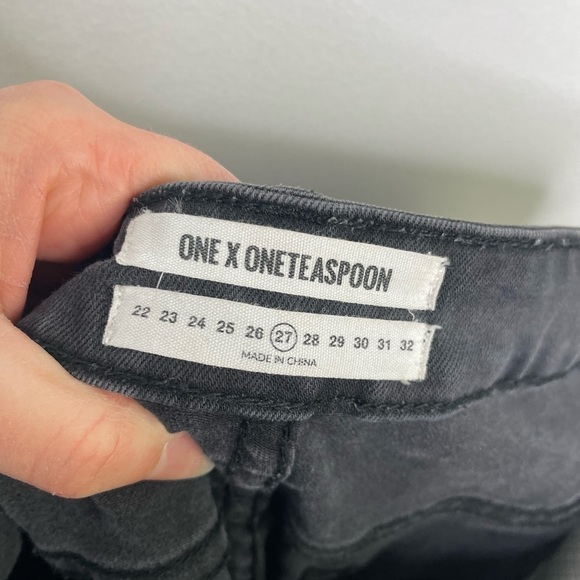 ONE X ONETEASPOON
22 23 24 25 26 27 28 29 30 31 32
MADE IN CHINA